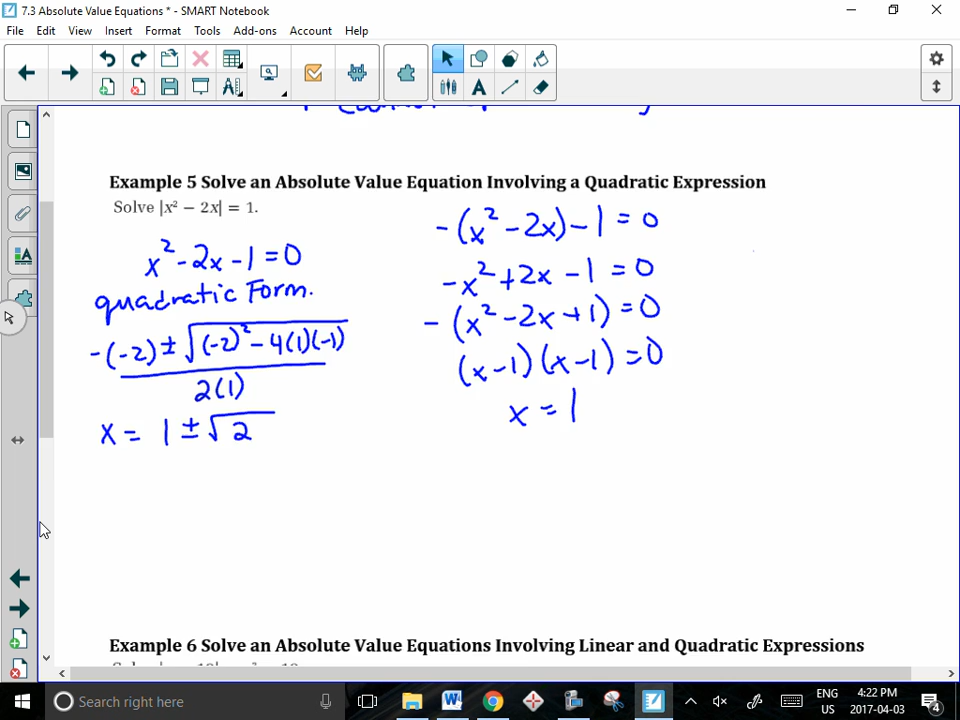 7.3 Absolute Value Equations * - SMART Notebook
File Edit View Insert Format Tools Add-ons Account Help
Example 5 Solve an Absolute Value Equation Involving a Quadratic Expression
Solve |x² − 2x| = 1.
x² - 2x - 1 = 0
quadratic Form.
-(-2) ± √(-2)² - 4(1)(-1)
2(1)
x = 1 ± √2
-(x² - 2x) - 1 = 0
-x² + 2x - 1 = 0
-(x² - 2x + 1) = 0
(x - 1)(x - 1) = 0
x = 1
Example 6 Solve an Absolute Value Equations Involving Linear and Quadratic Expressions
Search right here
ENG
US
4:22 PM
2017-04-03
4